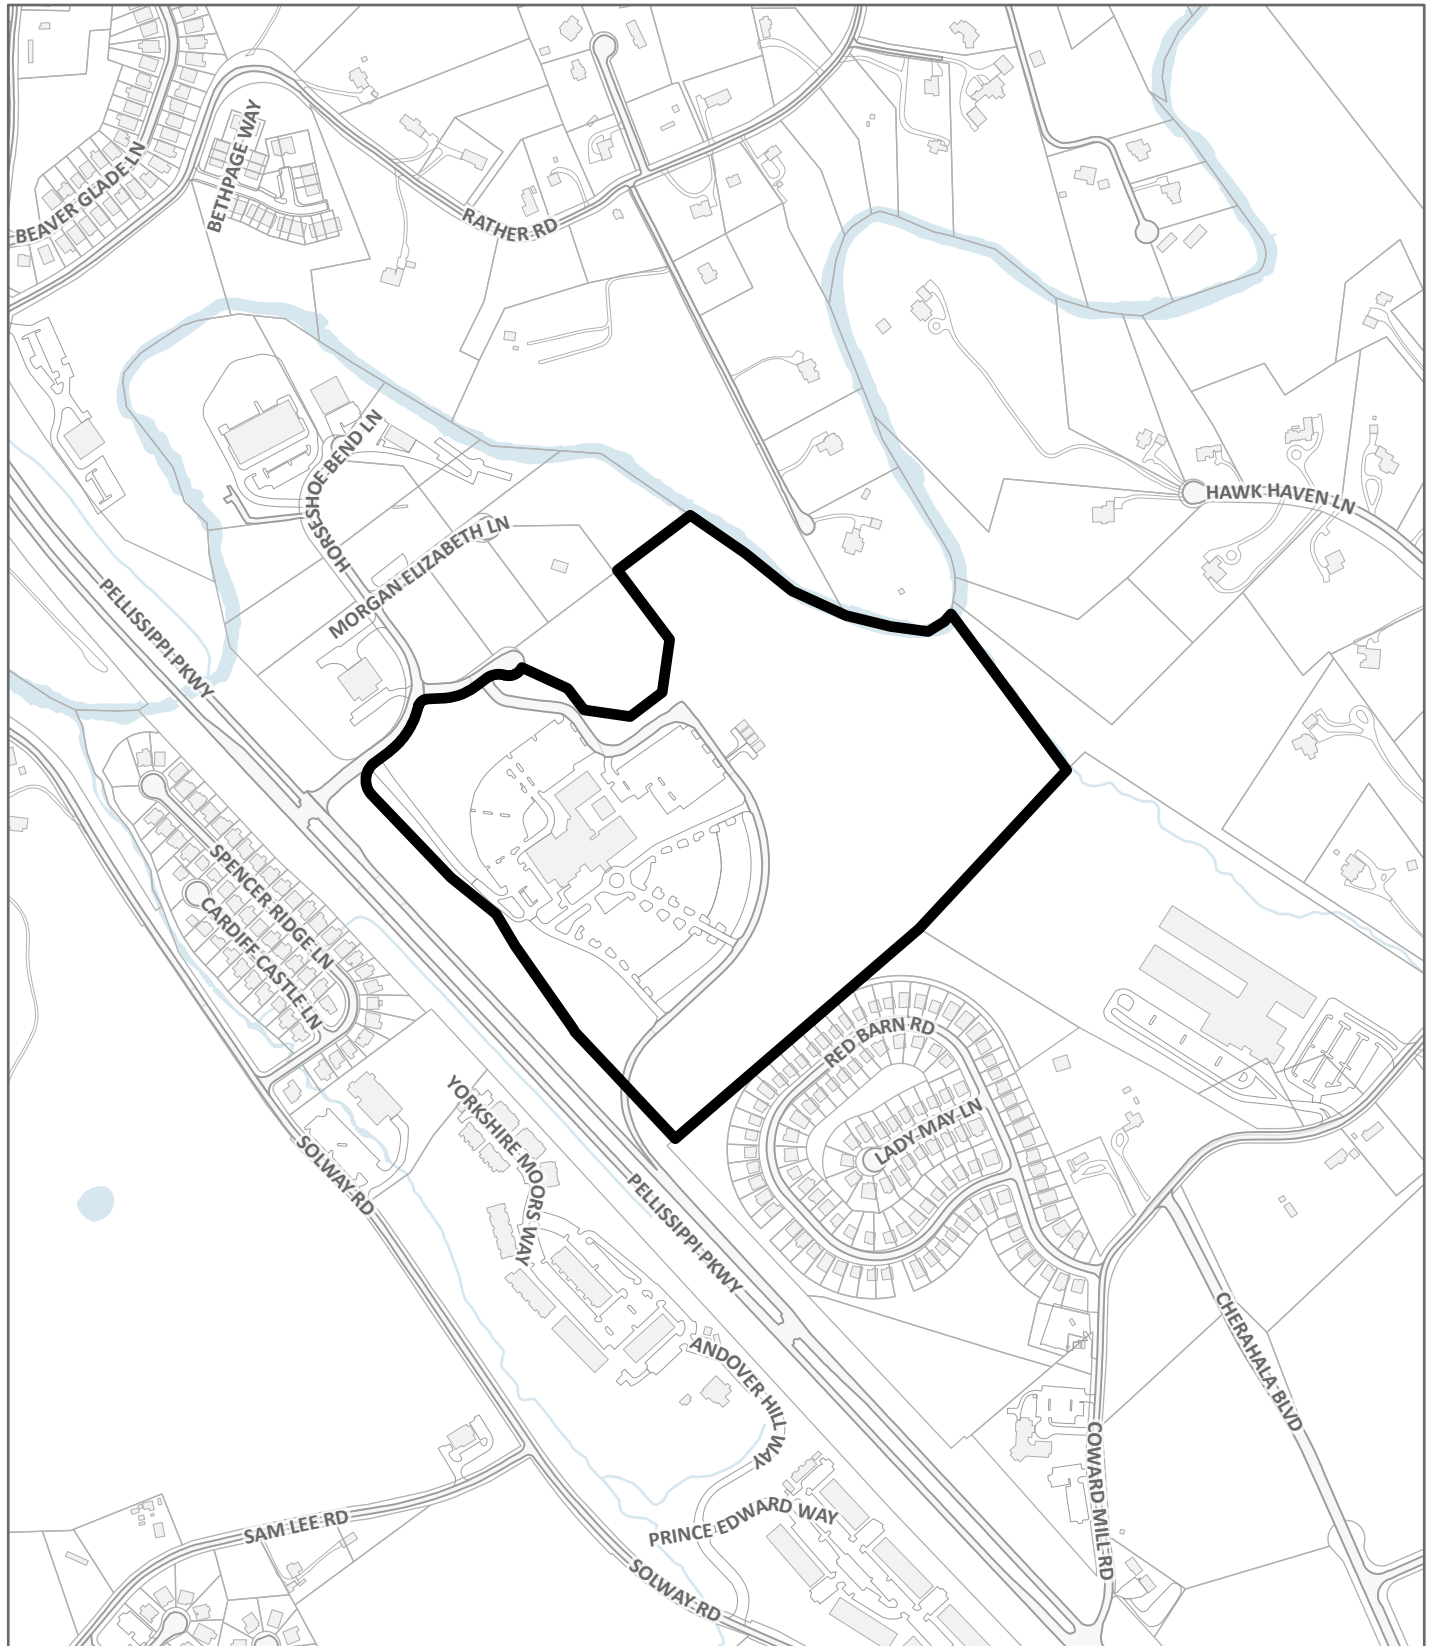 BETHPAGE WAY
BEAVER GLADE LN
RATHER RD
HORSESHOE BEND LN
HAWK HAVEN LN
MORGAN ELIZABETH LN
PELLISSIPPI PKWY
SPENCER RIDGE LN
CARDIFF CASTLE LN
RED BARN RD
LADY MAY LN
YORKSHIRE MOORS WAY
SOLWAY RD
PELLISSIPPI PKWY
CHERAHALA BLVD
ANDOVER HILL WAY
COWARD MILL RD
SAM LEE RD
PRINCE EDWARD WAY
SOLWAY RD